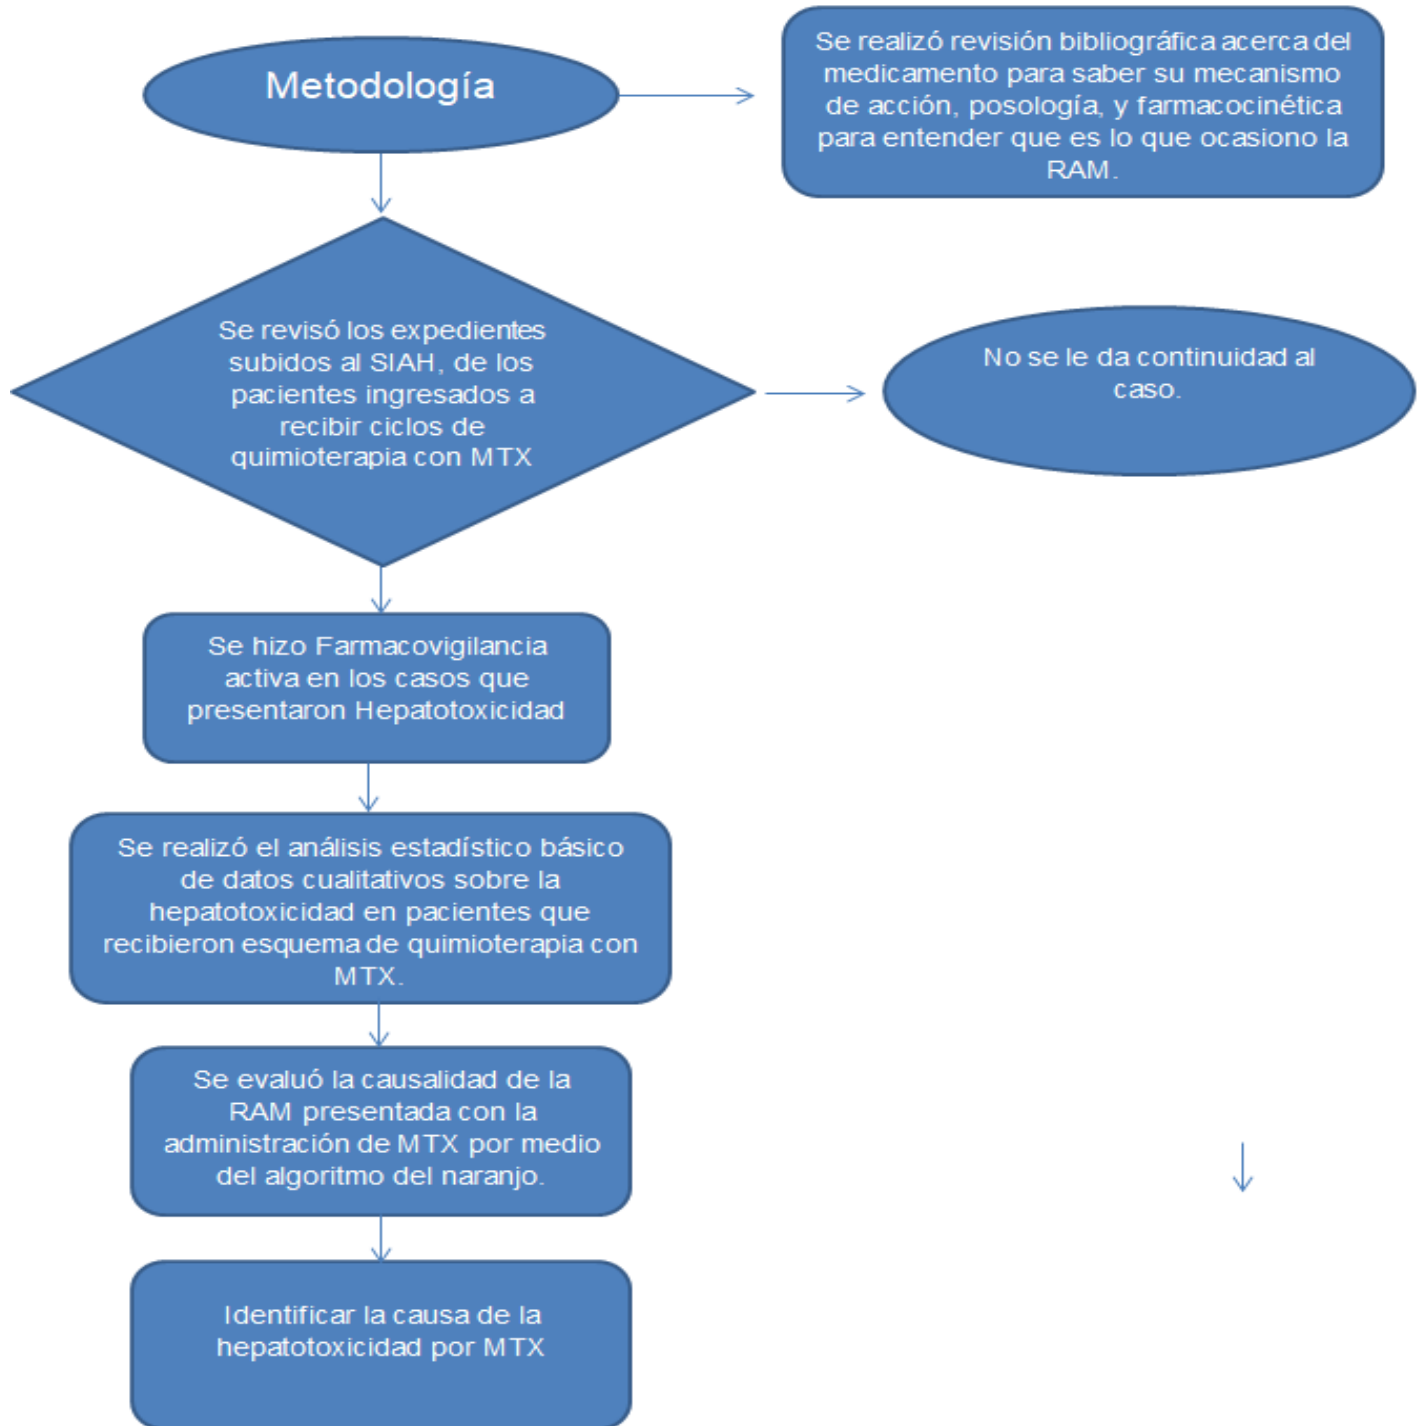 Metodología
Se realizó revisión bibliográfica acerca del
medicamento para saber su mecanismo
de acción, posología, y farmacocinética
para entender que es lo que ocasiono la
RAM.
Se revisó los expedientes
subidos al SIAH, de los
pacientes ingresados a
recibir ciclos de
quimioterapia con MTX
No se le da continuidad al
caso.
Se hizo Farmacovigilancia
activa en los casos que
presentaron Hepatotoxicidad
Se realizó el análisis estadístico básico
de datos cualitativos sobre la
hepatotoxicidad en pacientes que
recibieron esquema de quimioterapia con
MTX.
Se evaluó la causalidad de la
RAM presentada con la
administración de MTX por medio
del algoritmo del naranjo.
Identificar la causa de la
hepatotoxicidad por MTX